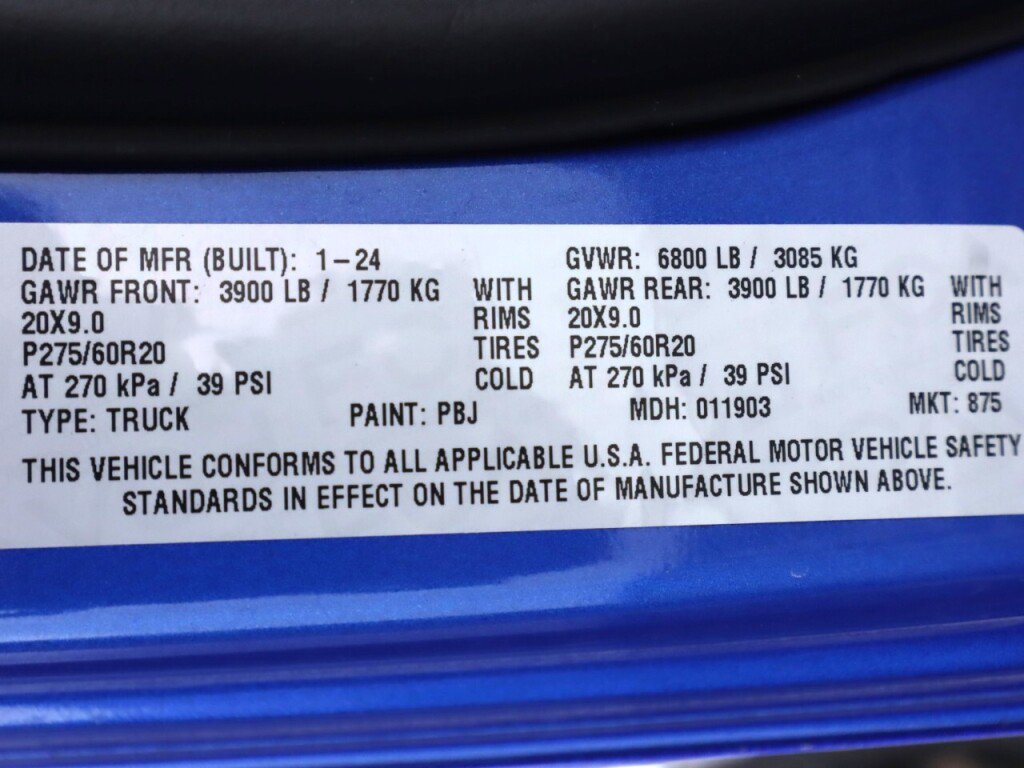 DATE OF MFR (BUILT): 1-24 GVWR: 6800 LB / 3085 KG
GAWR FRONT: 3900 LB / 1770 KG WITH GAWR REAR: 3900 LB / 1770 KG WITH
20X9.0 RIMS 20X9.0 RIMS
P275/60R20 TIRES P275/60R20 TIRES
AT 270 kPa / 39 PSI COLD AT 270 kPa / 39 PSI COLD
TYPE: TRUCK PAINT: PBJ MDH: 011903 MKT: 875
THIS VEHICLE CONFORMS TO ALL APPLICABLE U.S.A. FEDERAL MOTOR VEHICLE SAFETY
STANDARDS IN EFFECT ON THE DATE OF MANUFACTURE SHOWN ABOVE.